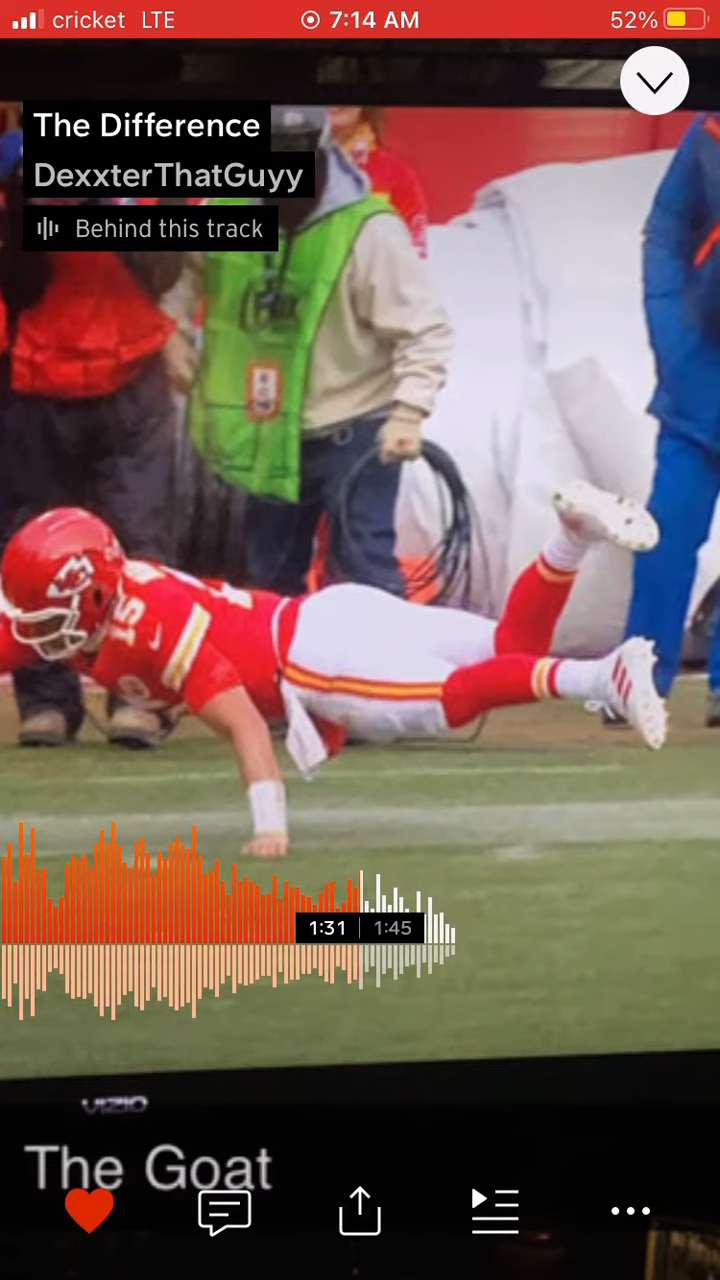 cricket LTE 7:14 AM 52%
The Difference
DexxterThatGuyy
Behind this track
15
1:31 1:45
VIZIO
The Goat